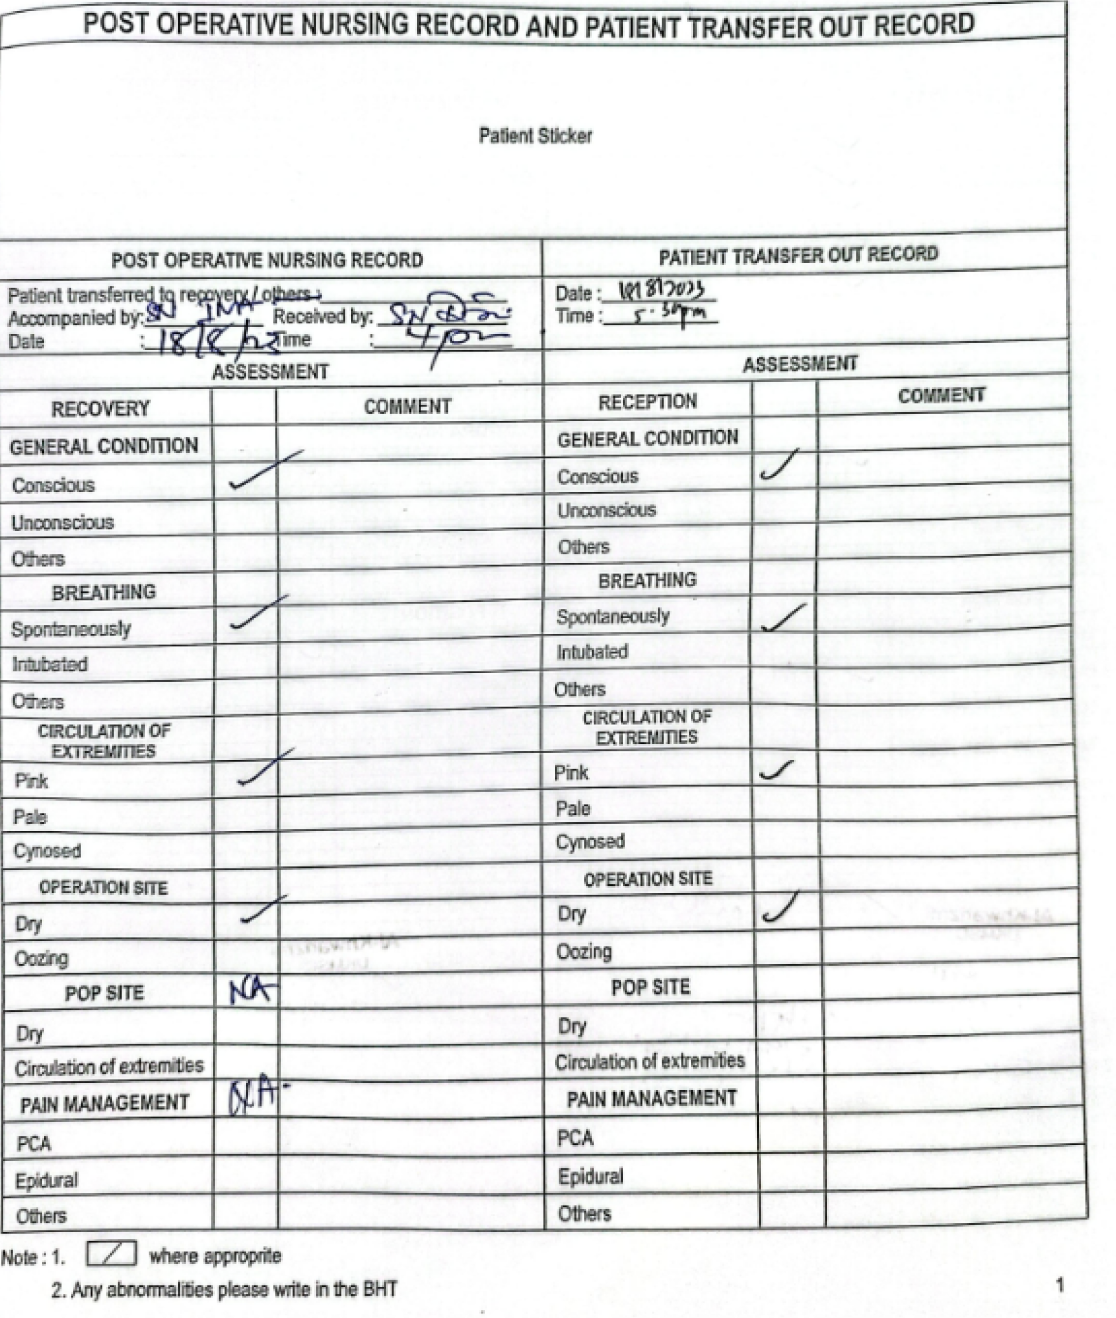 POST OPERATIVE NURSING RECORD AND PATIENT TRANSFER OUT RECORD
Patient Sticker
POST OPERATIVE NURSING RECORD
Patient transferred to recovery / others :
Accompanied by: SN INA Received by: SN
Date : 18/8/23 Time : 4pm
ASSESSMENT
RECOVERY COMMENT
GENERAL CONDITION
Conscious ✓
Unconscious
Others
BREATHING
Spontaneously ✓
Intubated
Others
CIRCULATION OF
EXTREMITIES
Pink ✓
Pale
Cynosed
OPERATION SITE
Dry ✓
Oozing
POP SITE NA
Dry
Circulation of extremities
PAIN MANAGEMENT NA
PCA
Epidural
Others
PATIENT TRANSFER OUT RECORD
Date : 18/8/2023
Time : 5.30pm
ASSESSMENT
RECEPTION COMMENT
GENERAL CONDITION
Conscious ✓
Unconscious
Others
BREATHING
Spontaneously ✓
Intubated
Others
CIRCULATION OF
EXTREMITIES
Pink ✓
Pale
Cynosed
OPERATION SITE
Dry ✓
Oozing
POP SITE
Dry
Circulation of extremities
PAIN MANAGEMENT
PCA
Epidural
Others
Note : 1. / where approprite
2. Any abnormalities please write in the BHT
1